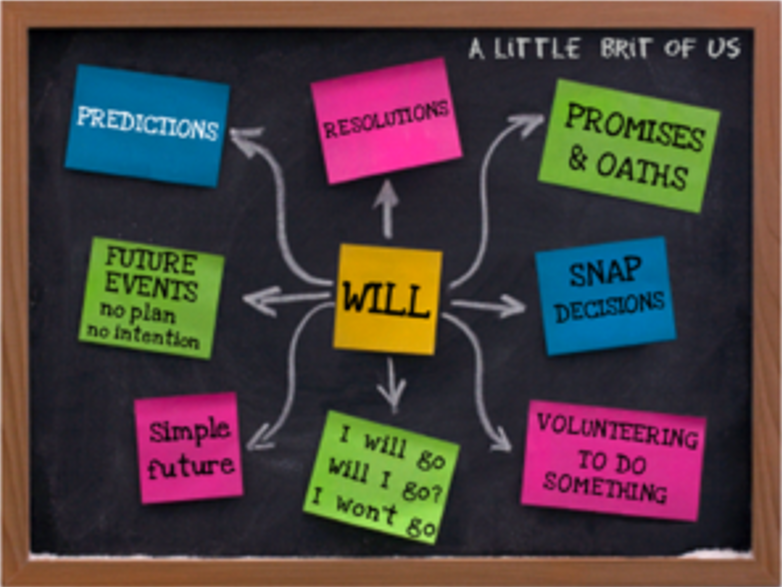 A LITTLE BRIT OF US
PREDICTIONS
RESOLUTIONS
PROMISES
& OATHS
FUTURE
EVENTS
no plan
no intention
WILL
SNAP
DECISIONS
Simple
future
I will go
Will I go?
I won't go
VOLUNTEERING
TO DO
SOMETHING